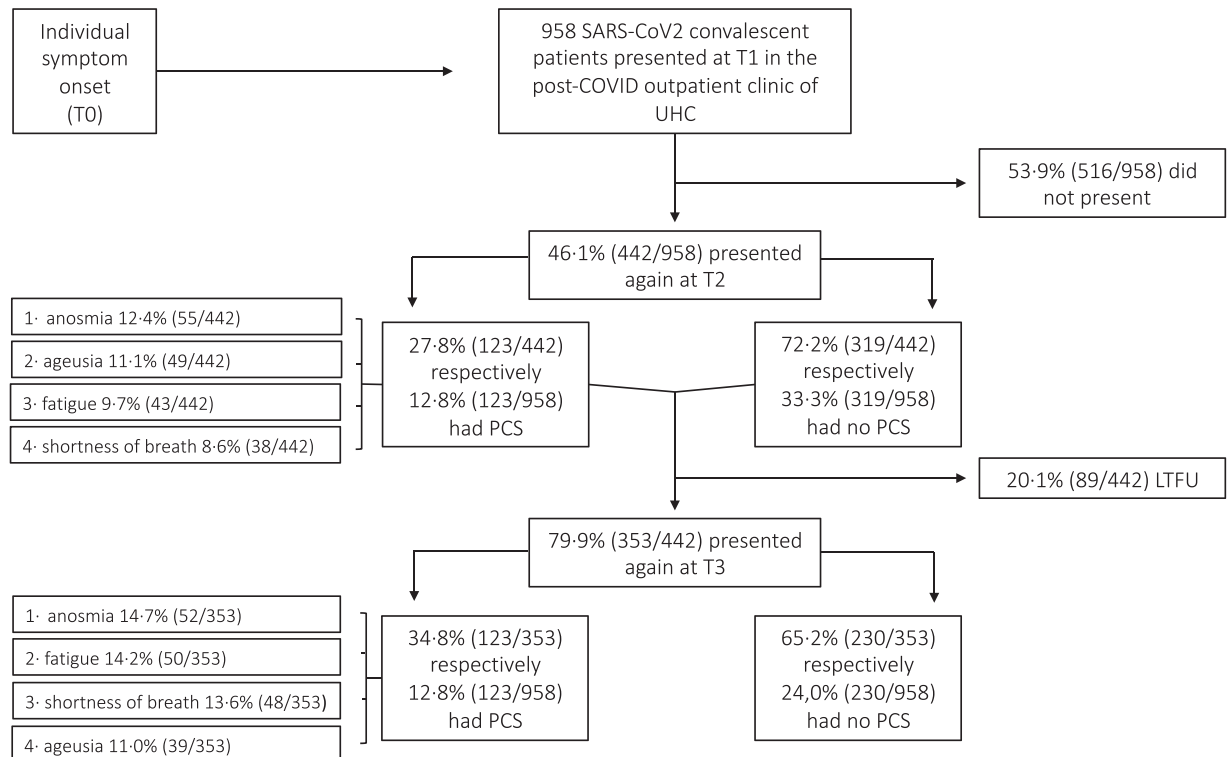 Individual
symptom
onset
(T0)
958 SARS-CoV2 convalescent
patients presented at T1 in the
post-COVID outpatient clinic of
UHC
53·9% (516/958) did
not present
46·1% (442/958) presented
again at T2
1· anosmia 12·4% (55/442)
2· ageusia 11·1% (49/442)
3· fatigue 9·7% (43/442)
4· shortness of breath 8·6% (38/442)
27·8% (123/442)
respectively
12·8% (123/958)
had PCS
72·2% (319/442)
respectively
33·3% (319/958)
had no PCS
20·1% (89/442) LTFU
79·9% (353/442) presented
again at T3
1· anosmia 14·7% (52/353)
2· fatigue 14·2% (50/353)
3· shortness of breath 13·6% (48/353)
4· ageusia 11·0% (39/353)
34·8% (123/353)
respectively
12·8% (123/958)
had PCS
65·2% (230/353)
respectively
24,0% (230/958)
had no PCS